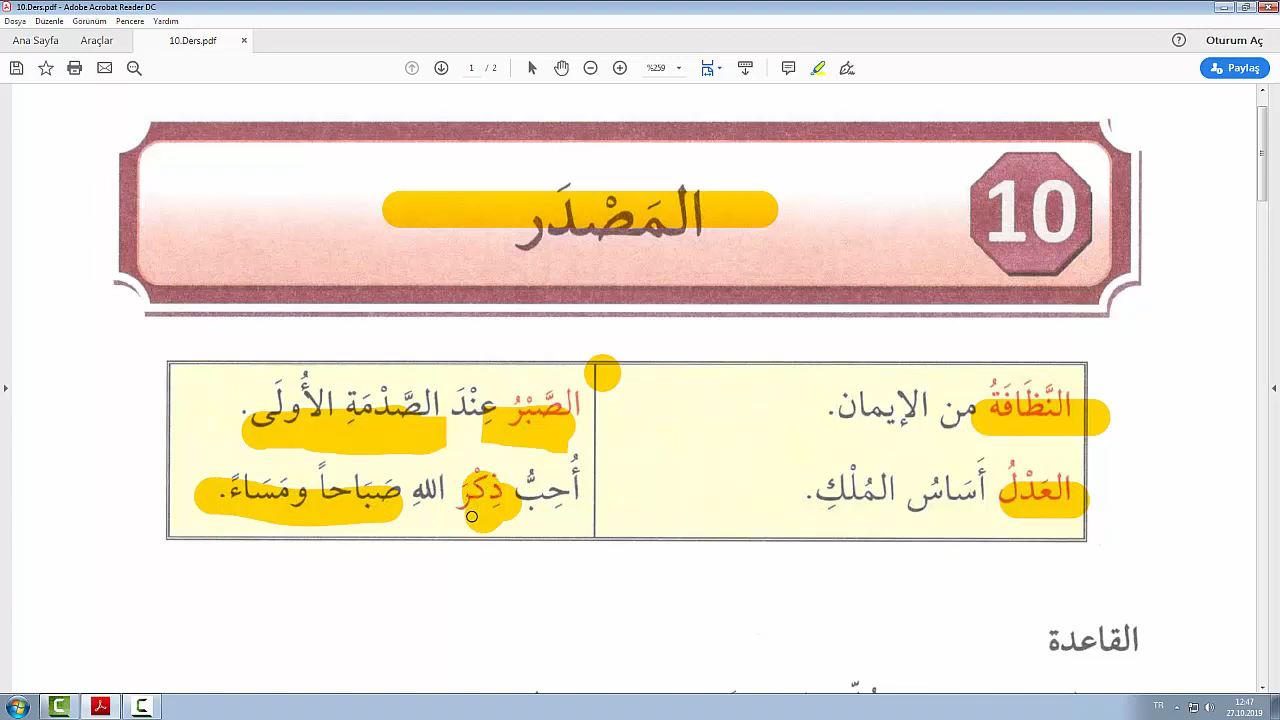 10.Ders.pdf - Adobe Acrobat Reader DC
Dosya Düzenle Görünüm Pencere Yardım
Ana Sayfa Araçlar 10.Ders.pdf × Oturum Aç
1 / 2 %259 Paylaş
10
المَصْدَر
النَّظَافَةُ من الإيمان.
الصَّبْرُ عِنْدَ الصَّدْمَةِ الأُولَى.
العَدْلُ أَسَاسُ المُلْكِ.
أُحِبُّ ذِكْرَ اللهِ صَبَاحاً ومَسَاءً.
القاعدة
TR 12:47
27.10.2019